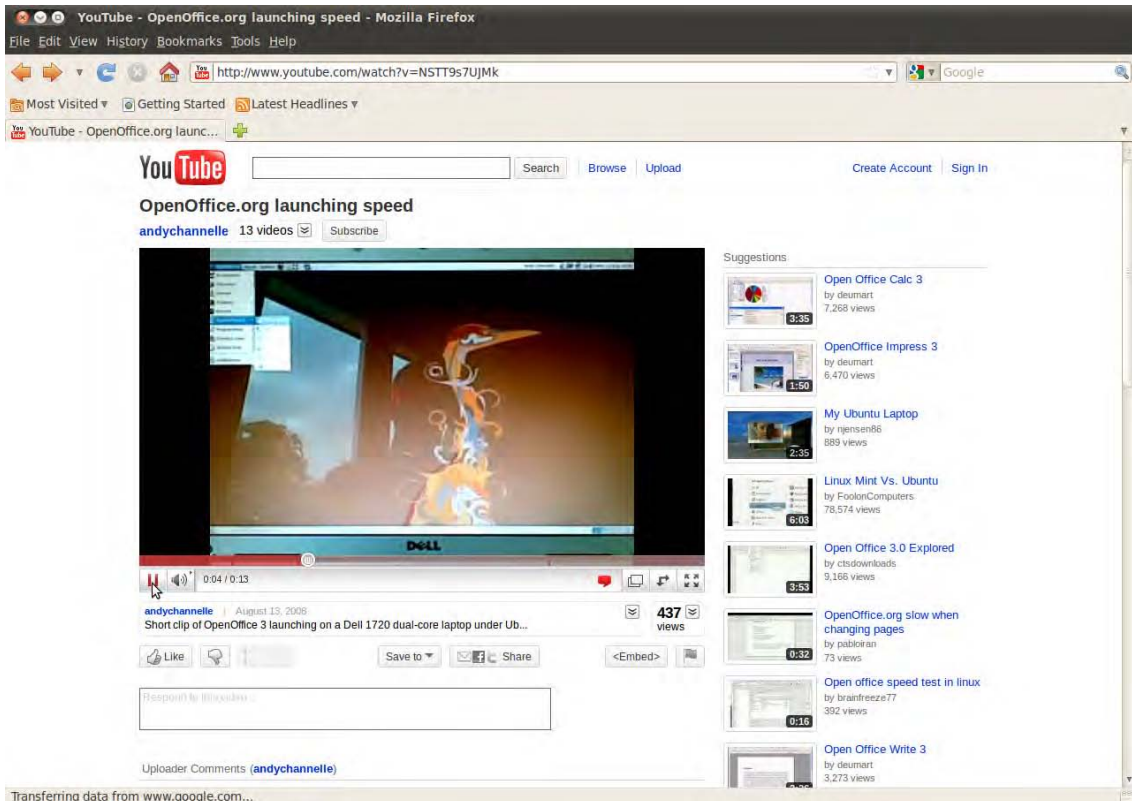 YouTube - OpenOffice.org launching speed - Mozilla Firefox
File Edit View History Bookmarks Tools Help
http://www.youtube.com/watch?v=NSTT9s7UJMk
Google
Most Visited Getting Started Latest Headlines
YouTube - OpenOffice.org launc...
YouTube Search Browse Upload Create Account Sign In
OpenOffice.org launching speed
andychannelle 13 videos Subscribe
DELL
0:04 / 0:13
andychannelle | August 13, 2008
Short clip of OpenOffice 3 launching on a Dell 1720 dual-core laptop under Ub...
437
views
Like Save to Share <Embed>
Respond to this video...
Uploader Comments (andychannelle)
Suggestions
Open Office Calc 3
by deumart
7,268 views
3:35
OpenOffice Impress 3
by deumart
6,470 views
1:50
My Ubuntu Laptop
by njensen86
889 views
2:35
Linux Mint Vs. Ubuntu
by FoolonComputers
78,574 views
6:03
Open Office 3.0 Explored
by ctsdownloads
9,166 views
3:53
OpenOffice.org slow when
changing pages
by pabloiran
73 views
0:32
Open office speed test in linux
by brainfreeze77
392 views
0:16
Open Office Write 3
by deumart
3,273 views
Transferring data from www.google.com...